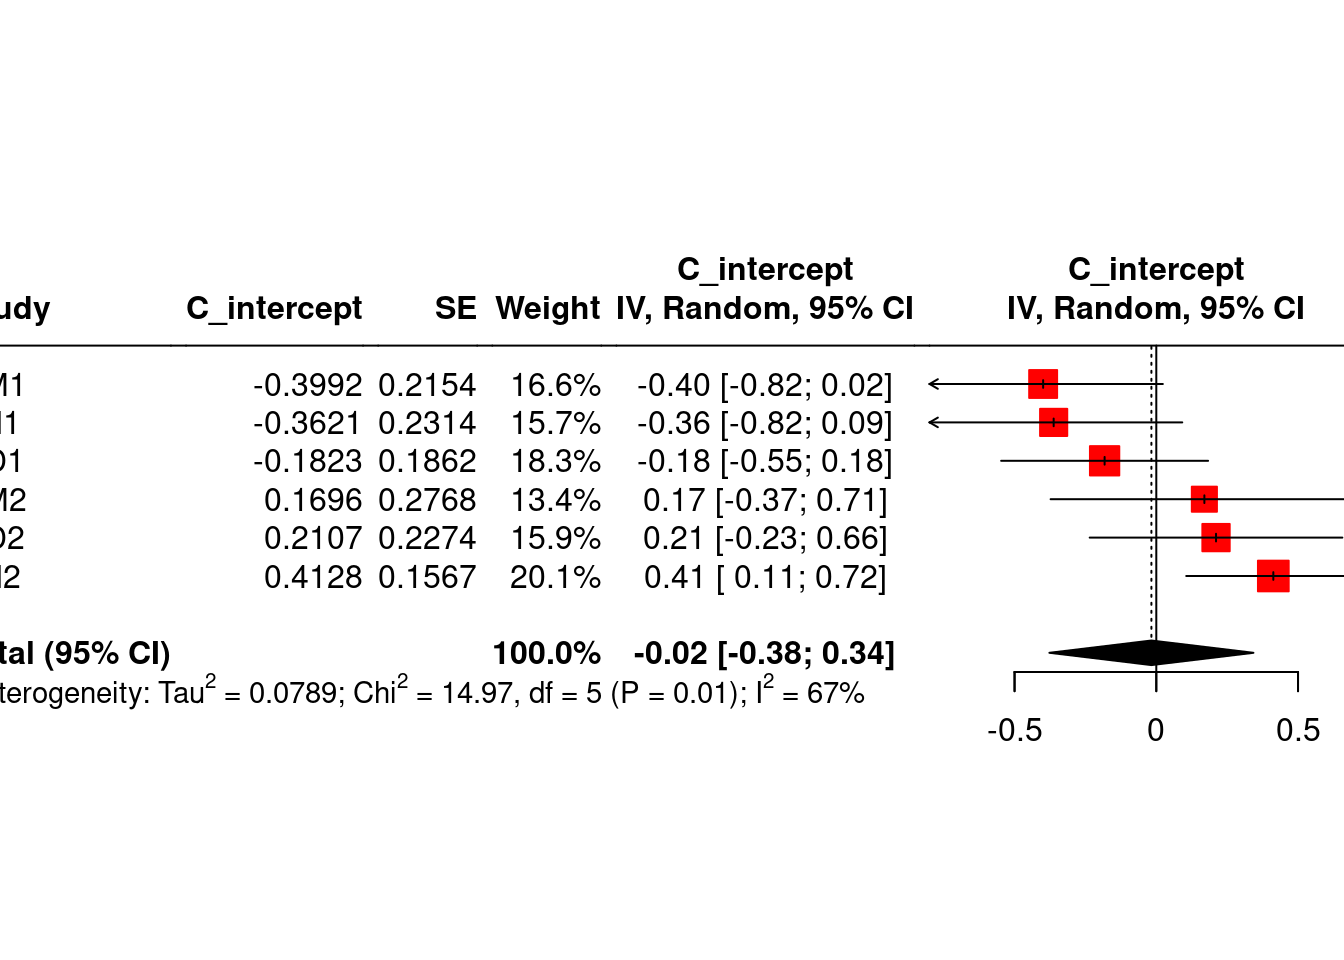 C_intercept C_intercept
udy C_intercept SE Weight IV, Random, 95% CI IV, Random, 95% CI
M1 -0.3992 0.2154 16.6% -0.40 [-0.82; 0.02]
1 -0.3621 0.2314 15.7% -0.36 [-0.82; 0.09]
D1 -0.1823 0.1862 18.3% -0.18 [-0.55; 0.18]
M2 0.1696 0.2768 13.4% 0.17 [-0.37; 0.71]
D2 0.2107 0.2274 15.9% 0.21 [-0.23; 0.66]
2 0.4128 0.1567 20.1% 0.41 [ 0.11; 0.72]
tal (95% CI) 100.0% -0.02 [-0.38; 0.34]
terogeneity: Tau² = 0.0789; Chi² = 14.97, df = 5 (P = 0.01); I² = 67%
-0.5 0 0.5